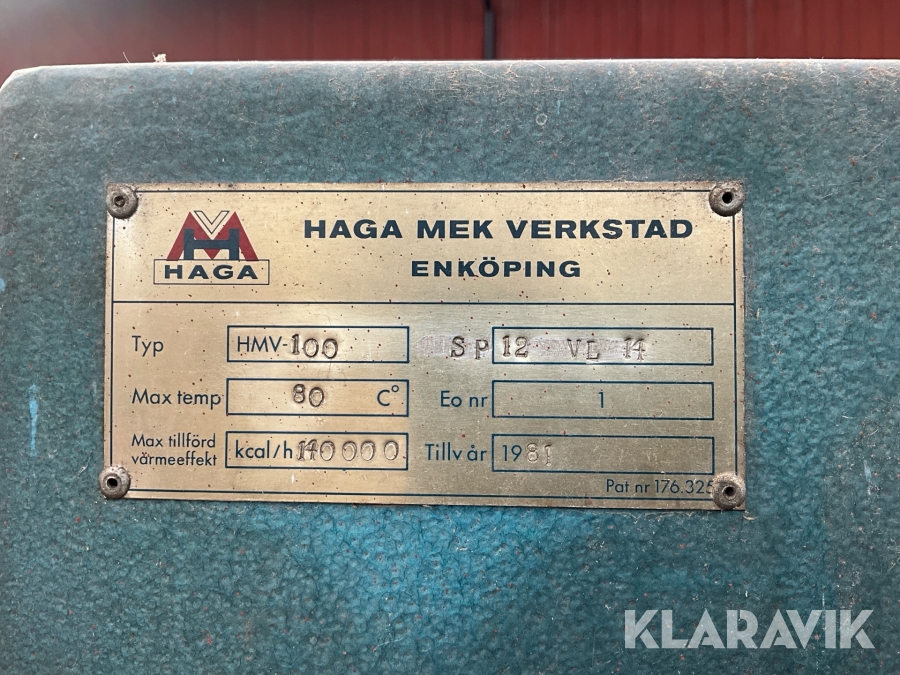 HAGA
HAGA MEK VERKSTAD
ENKÖPING
Typ HMV-100 SP 12 VL 14
Max temp 80 C° Eo nr 1
Max tillförd värmeeffekt kcal/h 140000 Tillv år 1981
Pat nr 176.325
KLARAVIK